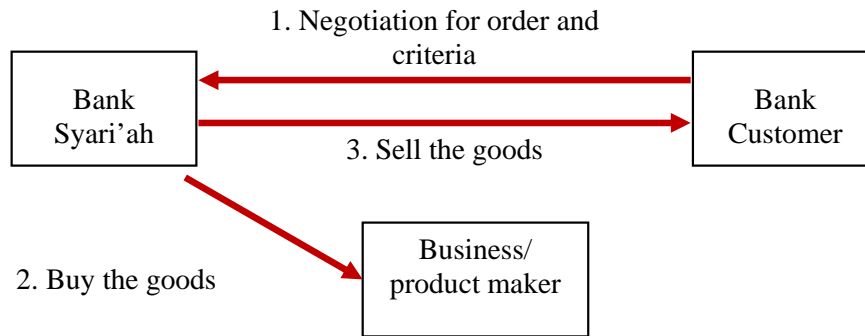 1. Negotiation for order and
criteria
Bank
Syari’ah
Bank
Customer
3. Sell the goods
Business/
product maker
2. Buy the goods